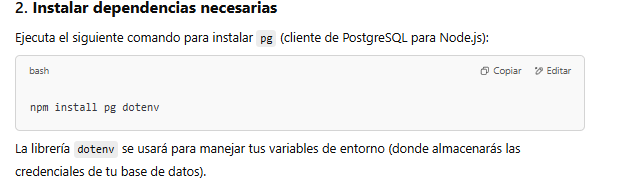 2. Instalar dependencias necesarias
Ejecuta el siguiente comando para instalar pg (cliente de PostgreSQL para Node.js):
bash
Copiar
Editar
npm install pg dotenv
La librería dotenv se usará para manejar tus variables de entorno (donde almacenarás las
credenciales de tu base de datos).